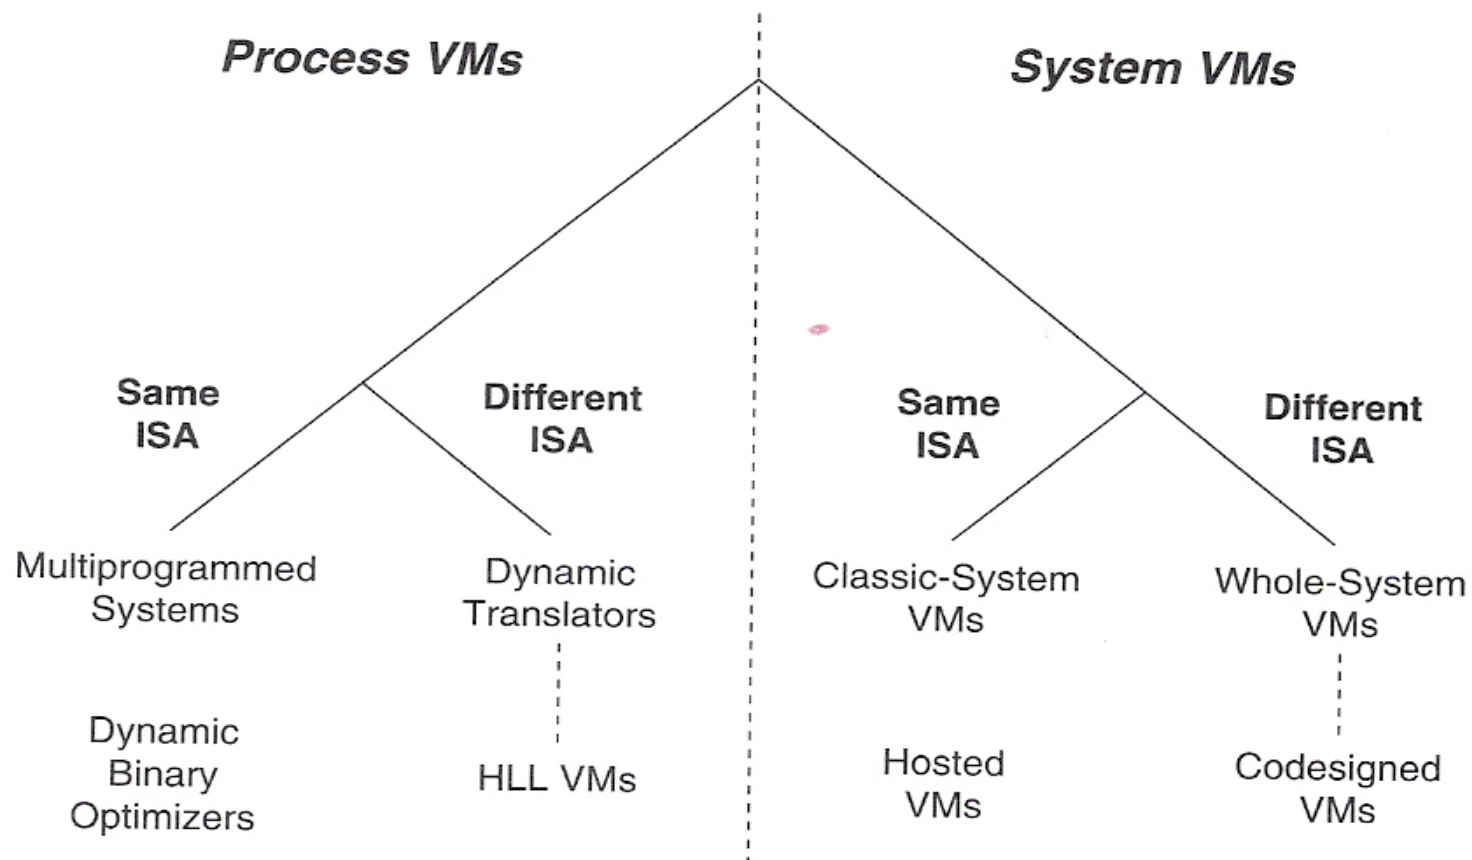 Process VMs
System VMs
Same
ISA
Different
ISA
Same
ISA
Different
ISA
Multiprogrammed
Systems
Dynamic
Translators
Classic-System
VMs
Whole-System
VMs
Dynamic
Binary
Optimizers
HLL VMs
Hosted
VMs
Codesigned
VMs